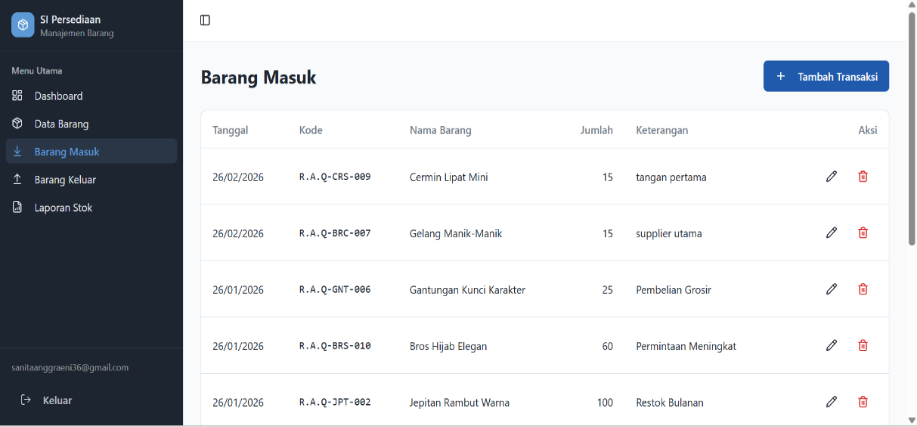 SI Persediaan
Manajemen Barang
Menu Utama
Dashboard
Data Barang
Barang Masuk
Barang Keluar
Laporan Stok
sanitaanggraeni36@gmail.com
Keluar
Barang Masuk
+ Tambah Transaksi
Tanggal Kode Nama Barang Jumlah Keterangan Aksi
26/02/2026 R.A.Q-CRS-009 Cermin Lipat Mini 15 tangan pertama
26/02/2026 R.A.Q-BRC-007 Gelang Manik-Manik 15 supplier utama
26/01/2026 R.A.Q-GNT-006 Gantungan Kunci Karakter 25 Pembelian Grosir
26/01/2026 R.A.Q-BRS-010 Bros Hijab Elegan 60 Permintaan Meningkat
26/01/2026 R.A.Q-JPT-002 Jepitan Rambut Warna 100 Restok Bulanan